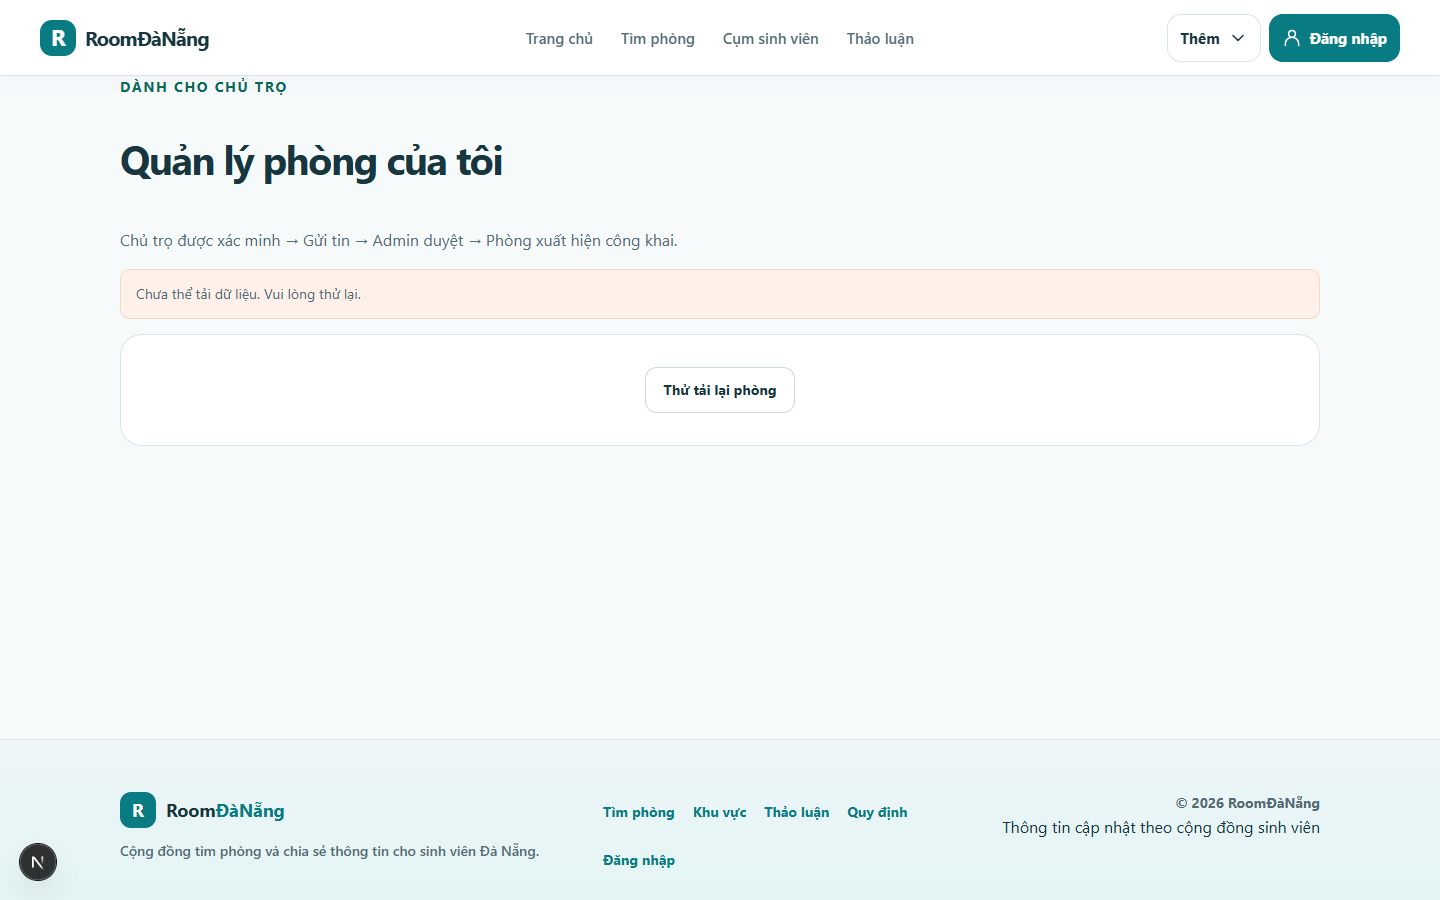 R RoomĐàNẵng
Trang chủ
Tìm phòng
Cụm sinh viên
Thảo luận
Thêm
Đăng nhập
DÀNH CHO CHỦ TRỌ
Quản lý phòng của tôi
Chủ trọ được xác minh → Gửi tin → Admin duyệt → Phòng xuất hiện công khai.
Chưa thể tải dữ liệu. Vui lòng thử lại.
Thử tải lại phòng
R RoomĐàNẵng
Cộng đồng tìm phòng và chia sẻ thông tin cho sinh viên Đà Nẵng.
Tìm phòng
Khu vực
Thảo luận
Quy định
Đăng nhập
© 2026 RoomĐàNẵng
Thông tin cập nhật theo cộng đồng sinh viên
N